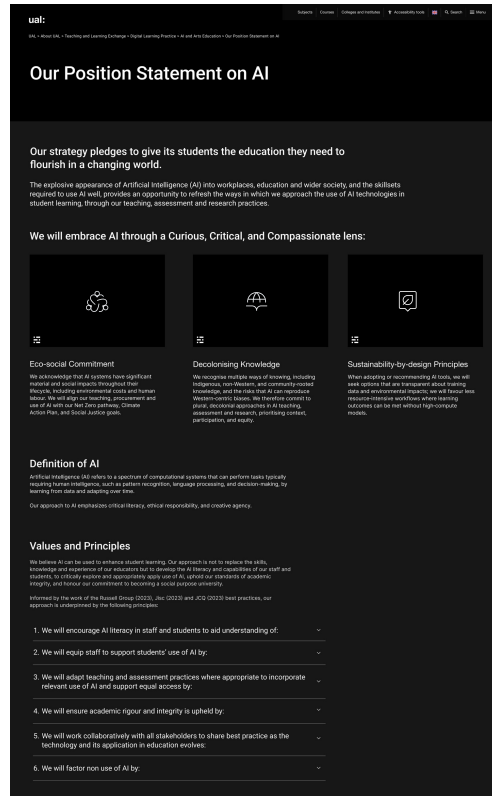 ual:
Subjects Courses Colleges and Institutes Accessibility tools Search Menu
UAL > About UAL > Teaching and Learning Exchange > Digital Learning Practice > AI and Arts Education > Our Position Statement on AI
Our Position Statement on AI
Our strategy pledges to give its students the education they need to
flourish in a changing world.
The explosive appearance of Artificial Intelligence (AI) into workplaces, education and wider society, and the skillsets
required to use AI well, provides an opportunity to refresh the ways in which we approach the use of AI technologies in
student learning, through our teaching, assessment and research practices.
We will embrace AI through a Curious, Critical, and Compassionate lens:
Eco-social Commitment
We acknowledge that AI systems have significant
material and social impacts throughout their
lifecycle, including environmental costs and human
labour. We will align our teaching, procurement and
use of AI with our Net Zero pathway, Climate
Action Plan, and Social Justice goals.
Decolonising Knowledge
We recognise multiple ways of knowing, including
Indigenous, non-Western, and community-rooted
knowledge, and the risks that AI can reproduce
Western-centric biases. We therefore commit to
plural, decolonial approaches in AI teaching,
assessment and research, prioritising context,
participation, and equity.
Sustainability-by-design Principles
When adopting or recommending AI tools, we will
seek options that are transparent about training
data and environmental impacts; we will favour less
resource-intensive workflows where learning
outcomes can be met without high-compute
models.
Definition of AI
Artificial Intelligence (AI) refers to a spectrum of computational systems that can perform tasks typically
requiring human intelligence, such as pattern recognition, language processing, and decision-making, by
learning from data and adapting over time.
Our approach to AI emphasizes critical literacy, ethical responsibility, and creative agency.
Values and Principles
We believe AI can be used to enhance student learning. Our approach is not to replace the skills,
knowledge and experience of our educators but to develop the AI literacy and capabilities of our staff and
students, to critically explore and appropriately apply use of AI, uphold our standards of academic
integrity, and honour our commitment to becoming a social purpose university.
Informed by the work of the Russell Group (2023), Jisc (2023) and JCQ (2023) best practices, our
approach is underpinned by the following principles:
1. We will encourage AI literacy in staff and students to aid understanding of:
2. We will equip staff to support students' use of AI by:
3. We will adapt teaching and assessment practices where appropriate to incorporate
relevant use of AI and support equal access by:
4. We will ensure academic rigour and integrity is upheld by:
5. We will work collaboratively with all stakeholders to share best practice as the
technology and its application in education evolves:
6. We will factor non use of AI by: